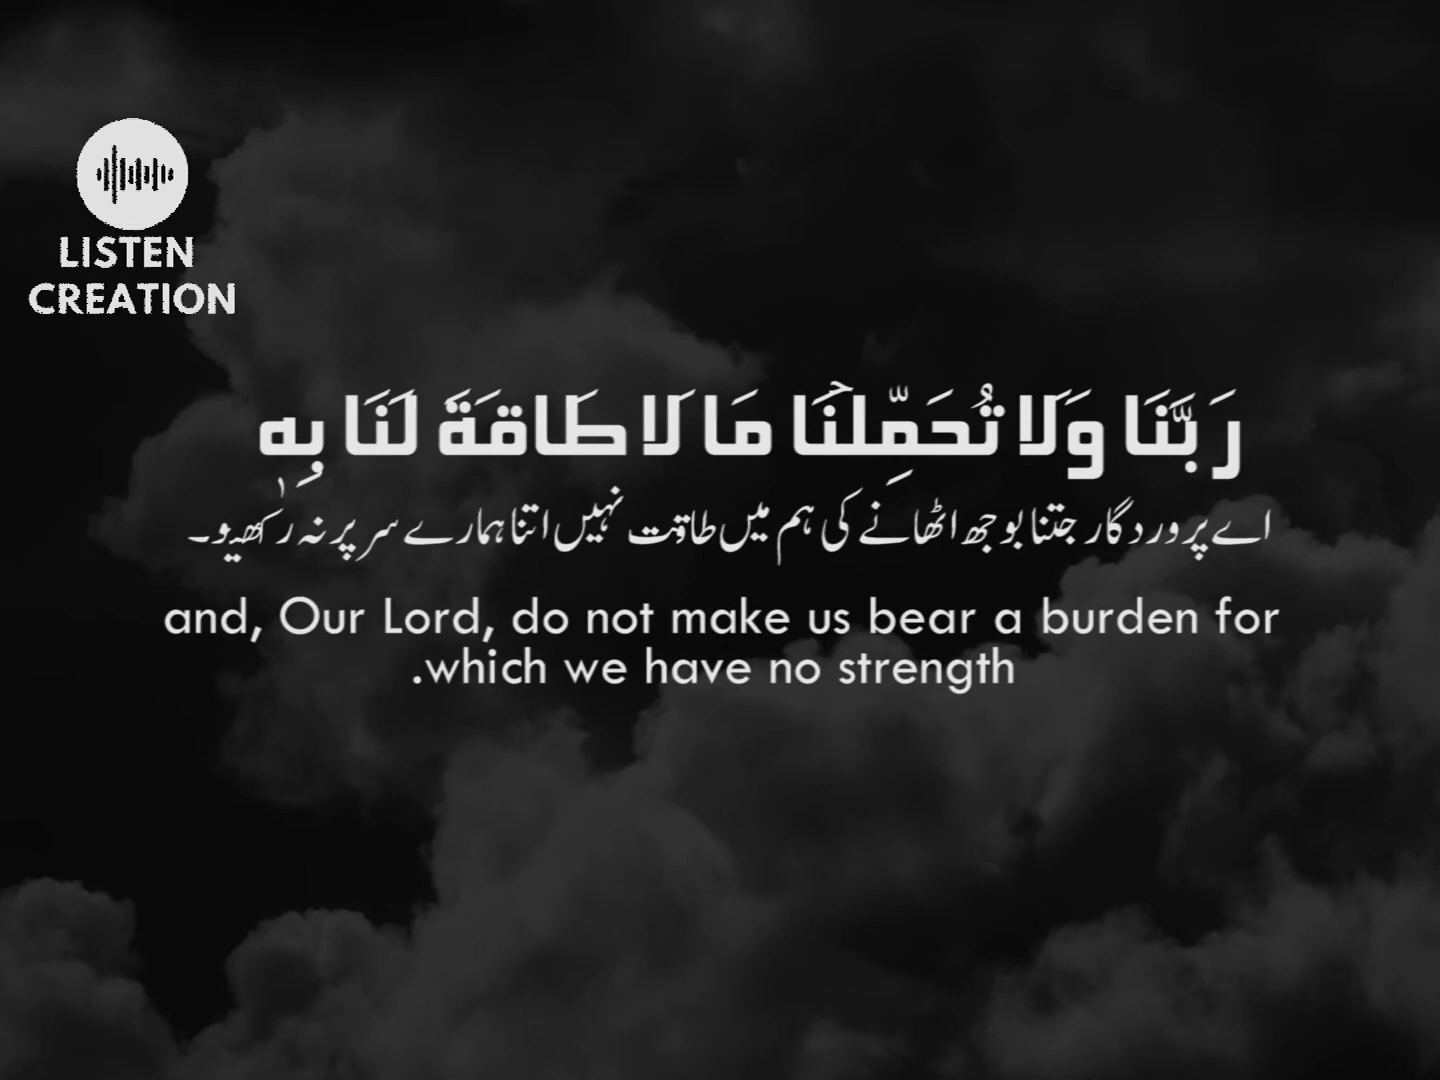 LISTEN
CREATION
رَبَّنَا وَلَا تُحَمِّلْنَا مَا لَا طَاقَةَ لَنَا بِهٖ
اے پروردگار جتنا بوجھ اٹھانے کی ہم میں طاقت نہیں اتنا ہمارے سر پر نہ رکھیو۔
and, Our Lord, do not make us bear a burden for
.which we have no strength